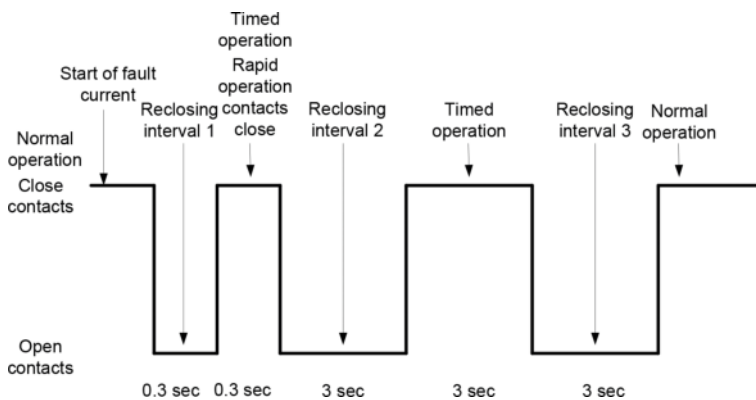 Timed
operation
Rapid
operation
contacts
close
Start of fault
current
Reclosing
interval 1
Reclosing
interval 2
Timed
operation
Reclosing
interval 3
Normal
operation
Normal
operation
Close
contacts
Open
contacts
0.3 sec
0.3 sec
3 sec
3 sec
3 sec